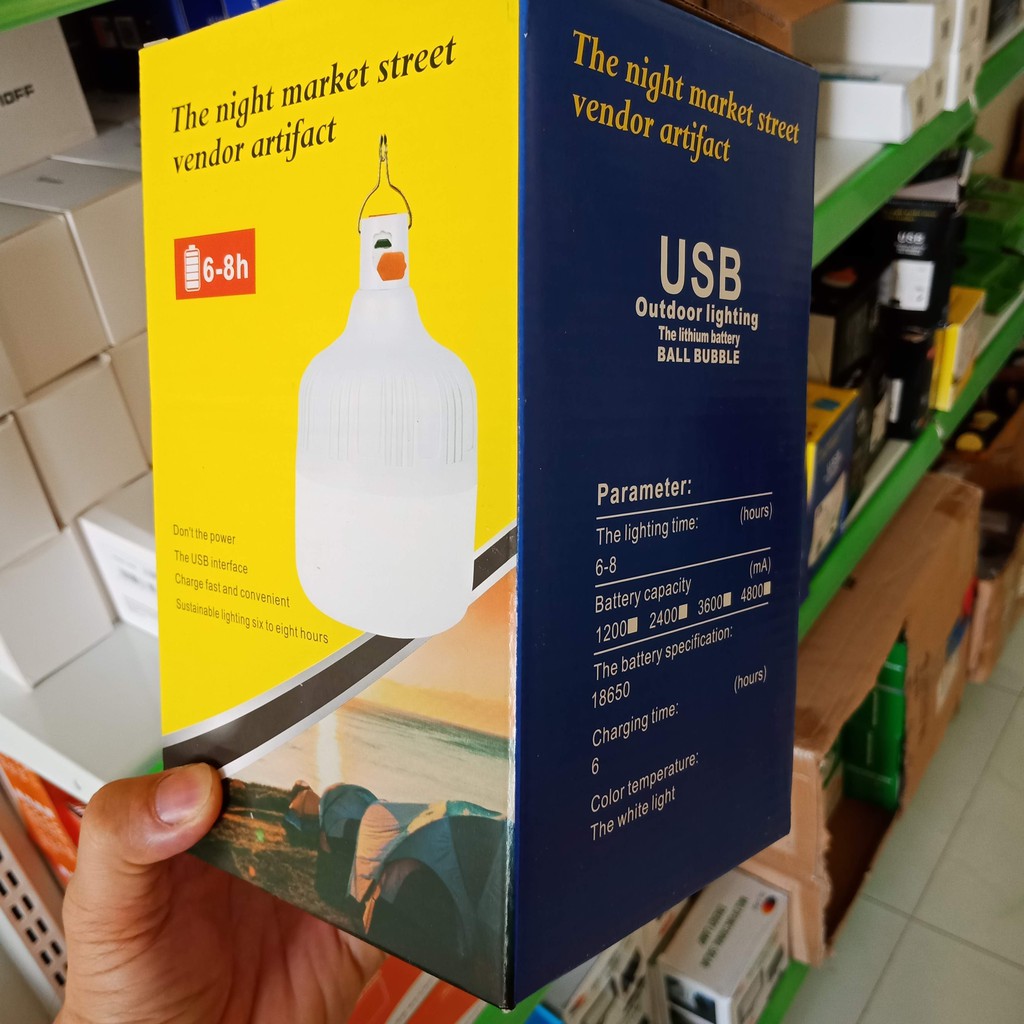 The night market street
vendor artifact
6-8h
Don't the power
The USB interface
Charge fast and convenient
Sustainable lighting six to eight hours
The night market street
vendor artifact
USB
Outdoor lighting
The lithium battery
BALL BUBBLE
Parameter:
The lighting time: (hours)
6-8
Battery capacity (mA)
1200 2400 3600 4800
The battery specification:
18650 (hours)
Charging time:
6
Color temperature:
The white light
USB